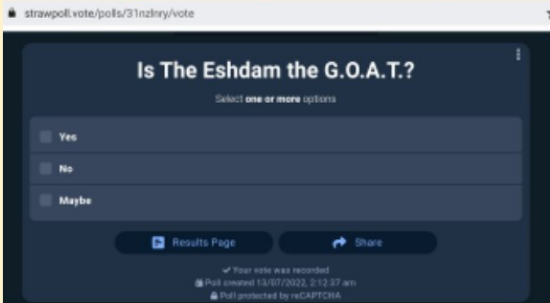 strawpoll.vote/polls/31nzlnry/vote
Is The Eshdam the G.O.A.T.?
Select one or more options
Yes
No
Maybe
Results Page
Share
Your vote was recorded
Poll created 13/07/2022, 2:12:37 am
Poll protected by reCAPTCHA